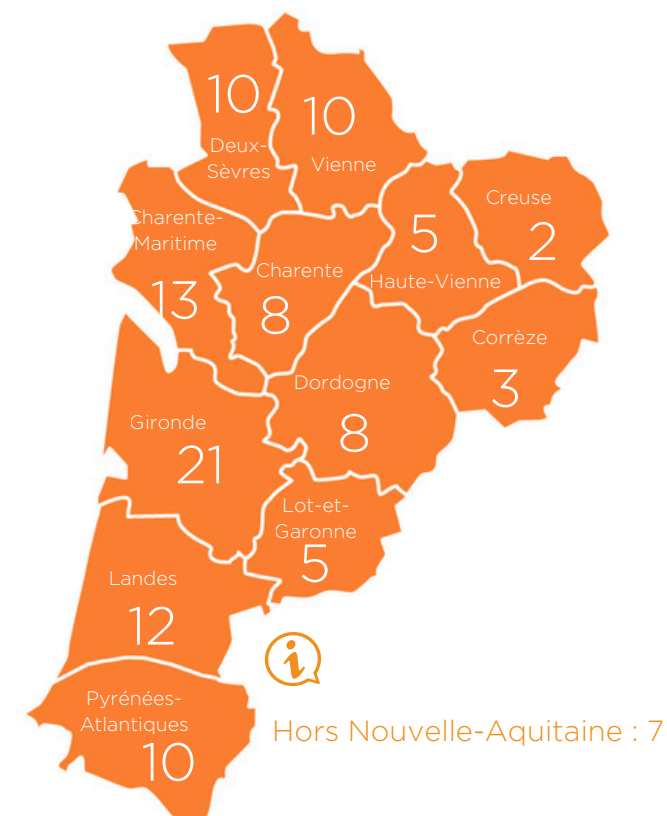 10
Deux-
Sèvres
10
Vienne
Creuse
2
5
Haute-Vienne
Charente-
Maritime
13
Charente
8
Corrèze
3
Dordogne
8
Gironde
21
Lot-et-
Garonne
5
Landes
12
i
Pyrénées-
Atlantiques
10
Hors Nouvelle-Aquitaine : 7